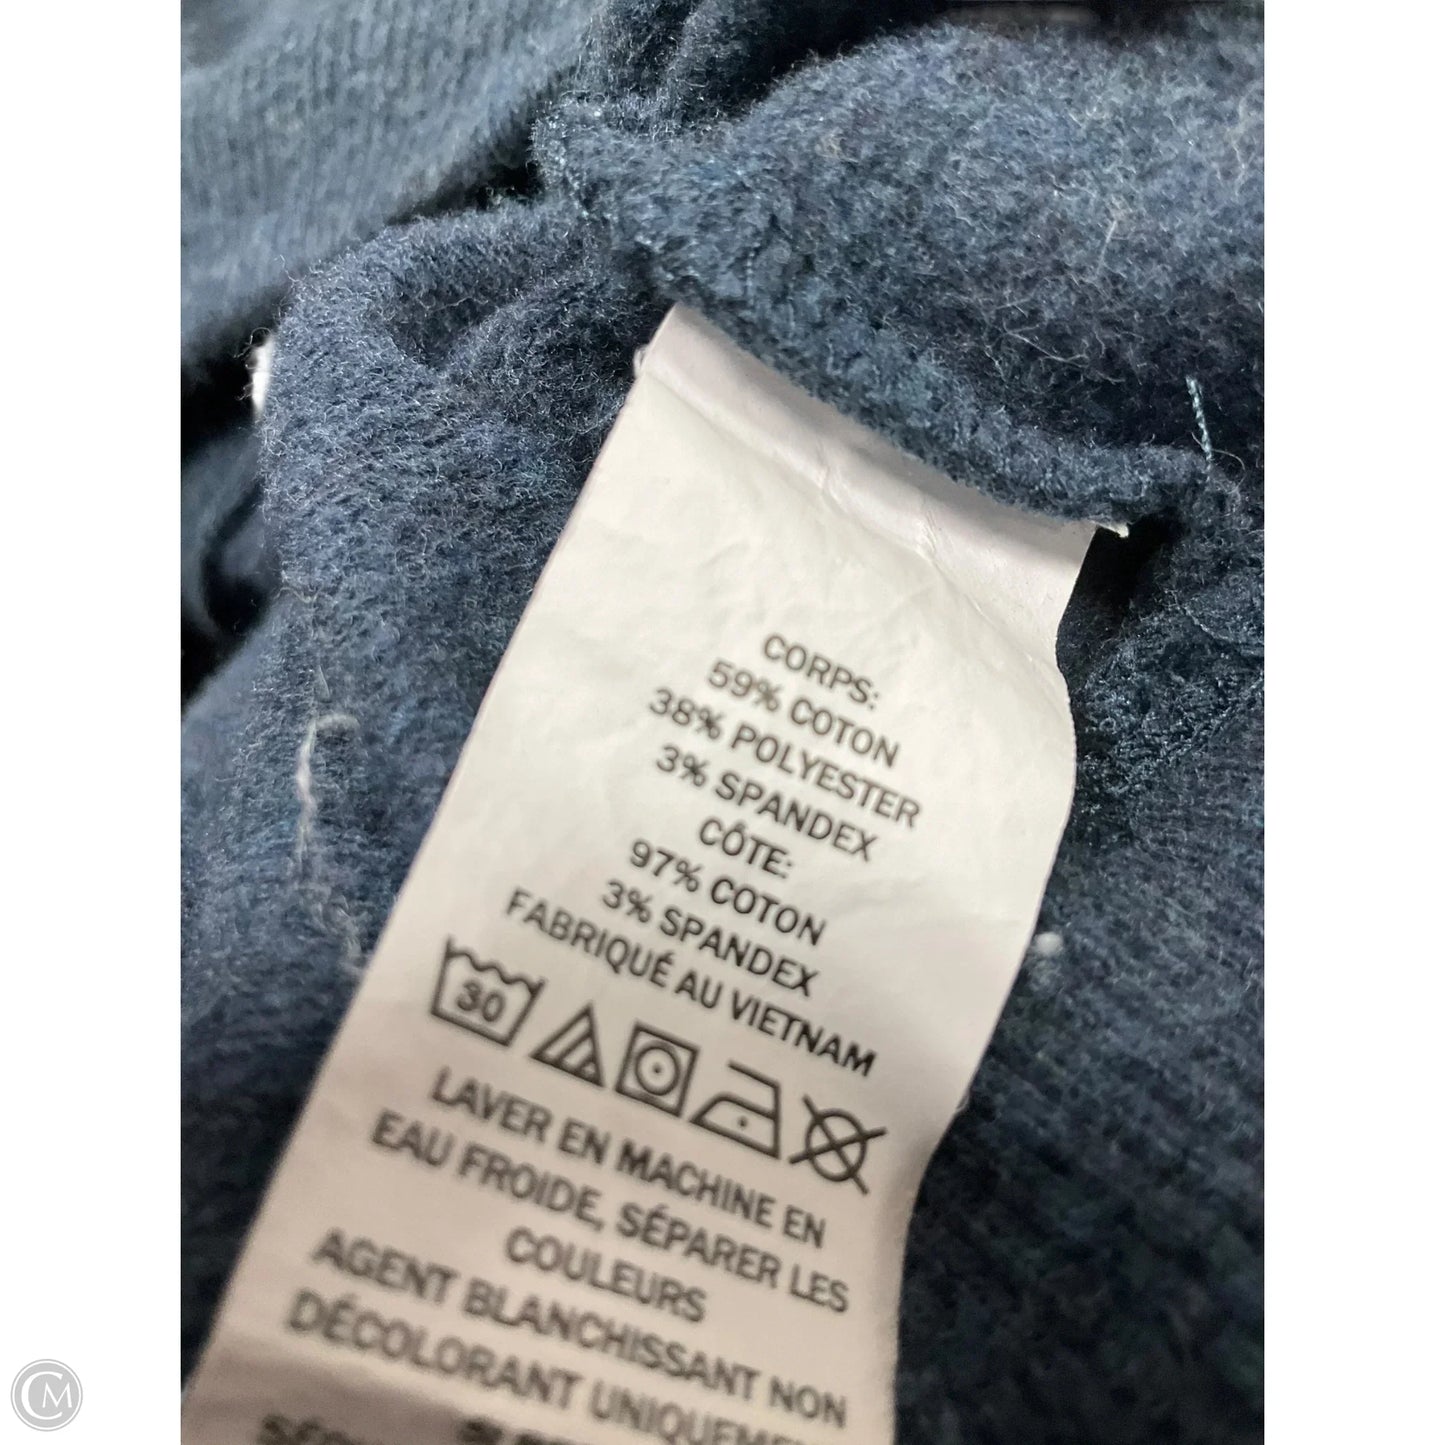 CORPS:
59% COTON
38% POLYESTER
3% SPANDEX
CÔTE:
97% COTON
3% SPANDEX
FABRIQUÉ AU VIETNAM
30
LAVER EN MACHINE EN
EAU FROIDE, SÉPARER LES
COULEURS
AGENT BLANCHISSANT NON
DÉCOLORANT
CM